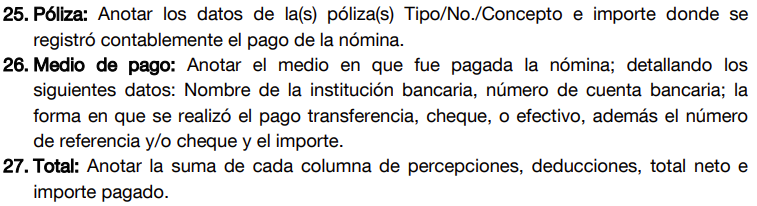 25. Póliza: Anotar los datos de la(s) póliza(s) Tipo/No./Concepto e importe donde se
registró contablemente el pago de la nómina.
26. Medio de pago: Anotar el medio en que fue pagada la nómina; detallando los
siguientes datos: Nombre de la institución bancaria, número de cuenta bancaria; la
forma en que se realizó el pago transferencia, cheque, o efectivo, además el número
de referencia y/o cheque y el importe.
27. Total: Anotar la suma de cada columna de percepciones, deducciones, total neto e
importe pagado.